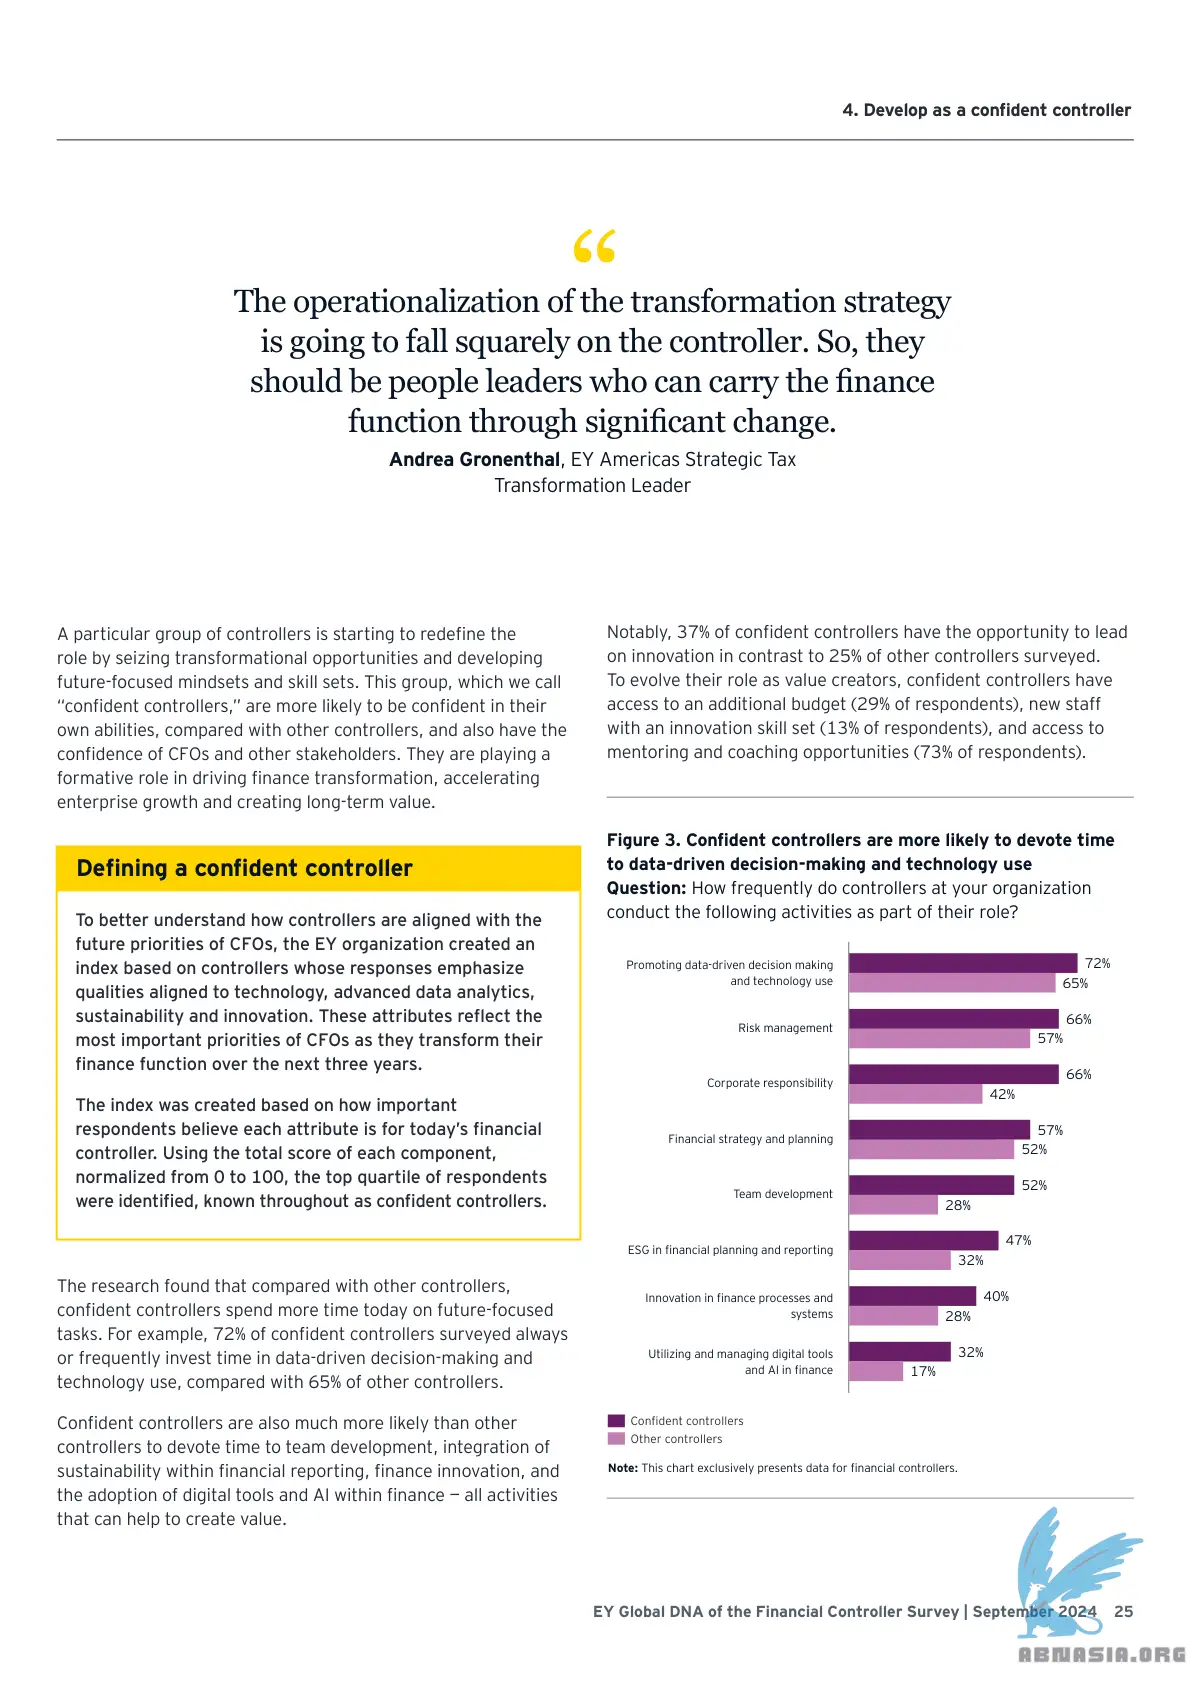 4. Develop as a confident controller
“
The operationalization of the transformation strategy
is going to fall squarely on the controller. So, they
should be people leaders who can carry the finance
function through significant change.
Andrea Gronenthal, EY Americas Strategic Tax
Transformation Leader
A particular group of controllers is starting to redefine the
role by seizing transformational opportunities and developing
future-focused mindsets and skill sets. This group, which we call
“confident controllers,” are more likely to be confident in their
own abilities, compared with other controllers, and also have the
confidence of CFOs and other stakeholders. They are playing a
formative role in driving finance transformation, accelerating
enterprise growth and creating long-term value.
Defining a confident controller
To better understand how controllers are aligned with the
future priorities of CFOs, the EY organization created an
index based on controllers whose responses emphasize
qualities aligned to technology, advanced data analytics,
sustainability and innovation. These attributes reflect the
most important priorities of CFOs as they transform their
finance function over the next three years.
The index was created based on how important
respondents believe each attribute is for today’s financial
controller. Using the total score of each component,
normalized from 0 to 100, the top quartile of respondents
were identified, known throughout as confident controllers.
The research found that compared with other controllers,
confident controllers spend more time today on future-focused
tasks. For example, 72% of confident controllers surveyed always
or frequently invest time in data-driven decision-making and
technology use, compared with 65% of other controllers.
Confident controllers are also much more likely than other
controllers to devote time to team development, integration of
sustainability within financial reporting, finance innovation, and
the adoption of digital tools and AI within finance — all activities
that can help to create value.
Notably, 37% of confident controllers have the opportunity to lead
on innovation in contrast to 25% of other controllers surveyed.
To evolve their role as value creators, confident controllers have
access to an additional budget (29% of respondents), new staff
with an innovation skill set (13% of respondents), and access to
mentoring and coaching opportunities (73% of respondents).
Figure 3. Confident controllers are more likely to devote time
to data-driven decision-making and technology use
Question: How frequently do controllers at your organization
conduct the following activities as part of their role?
Promoting data-driven decision making
and technology use
72%
65%
Risk management
66%
57%
Corporate responsibility
66%
42%
Financial strategy and planning
57%
52%
Team development
52%
28%
ESG in financial planning and reporting
47%
32%
Innovation in finance processes and
systems
40%
28%
Utilizing and managing digital tools
and AI in finance
32%
17%
Confident controllers
Other controllers
Note: This chart exclusively presents data for financial controllers.
EY Global DNA of the Financial Controller Survey | September 2024 25
ABNASIA.ORG